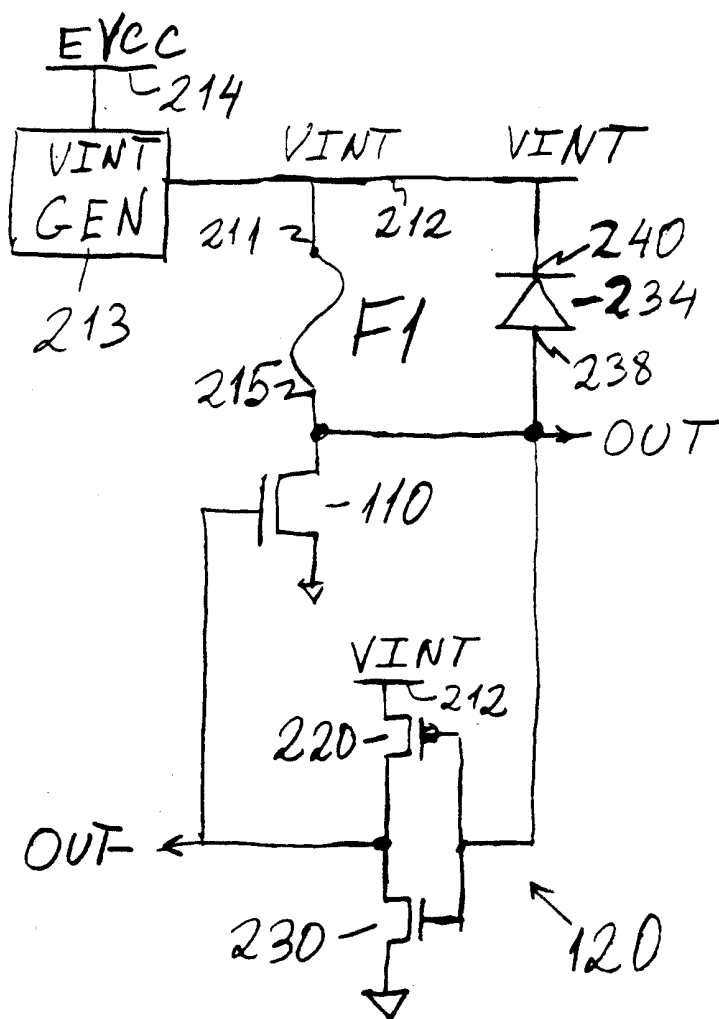 EVCC
214
VINT
GEN
213
VINT
VINT
211
212
240
234
238
F1
215
OUT
110
VINT
212
220
OUT-
230
120